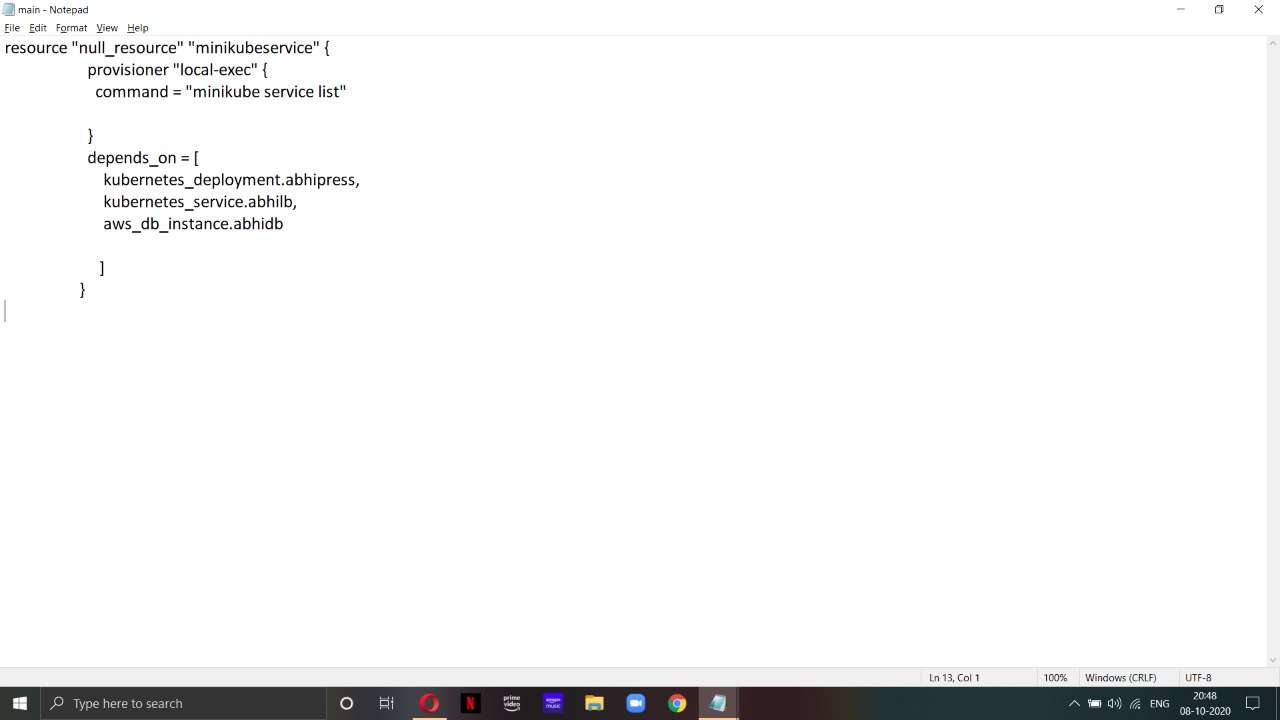 main - Notepad
File Edit Format View Help
resource "null_resource" "minikubeservice" {
provisioner "local-exec" {
command = "minikube service list"
}
depends_on = [
kubernetes_deployment.abhipress,
kubernetes_service.abhilb,
aws_db_instance.abhidb
]
}
Ln 13, Col 1 100% Windows (CRLF) UTF-8
Type here to search
N
prime video
amazon music
ENG
20:48
08-10-2020